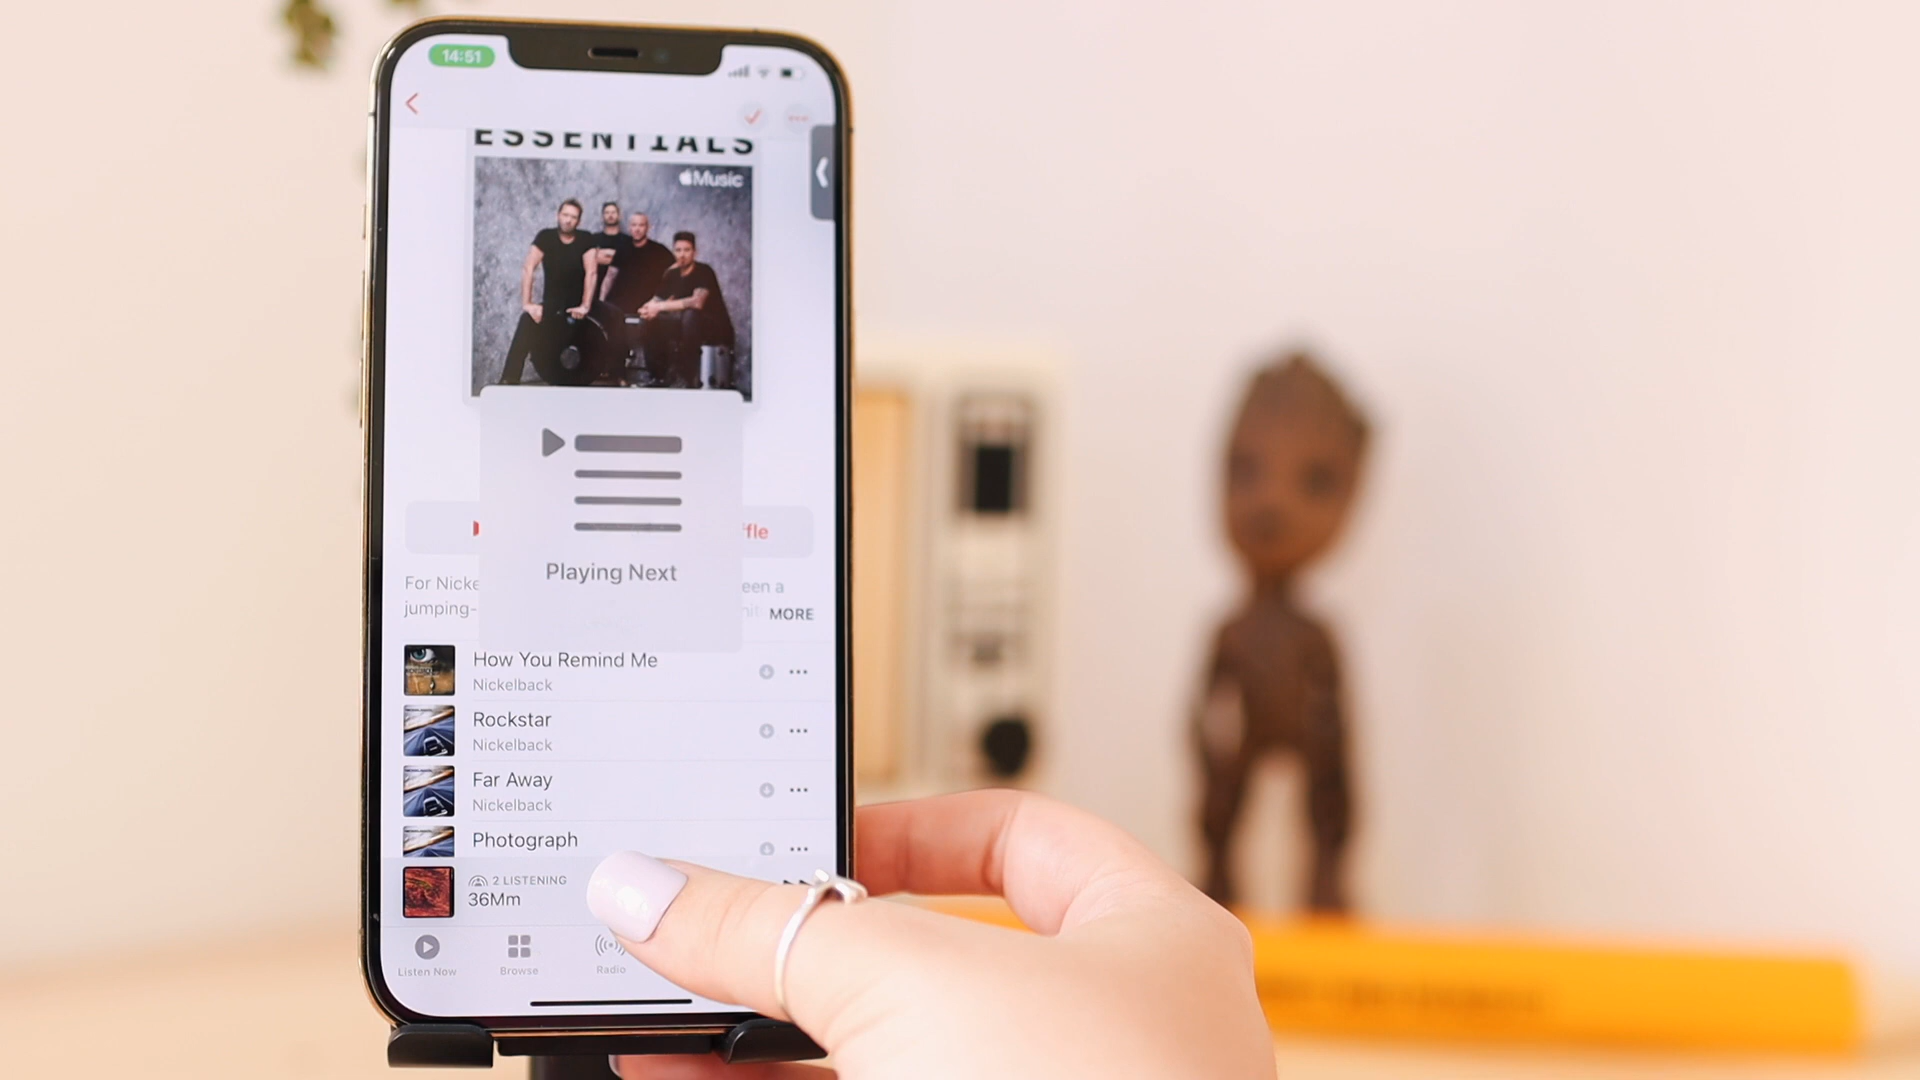 14:51
ESSENTIALS
Music
ffle
Playing Next
For Nicke
een a
jumping-
MORE
How You Remind Me
Nickelback
Rockstar
Nickelback
Far Away
Nickelback
Photograph
2 LISTENING
36Mm
Listen Now
Browse
Radio